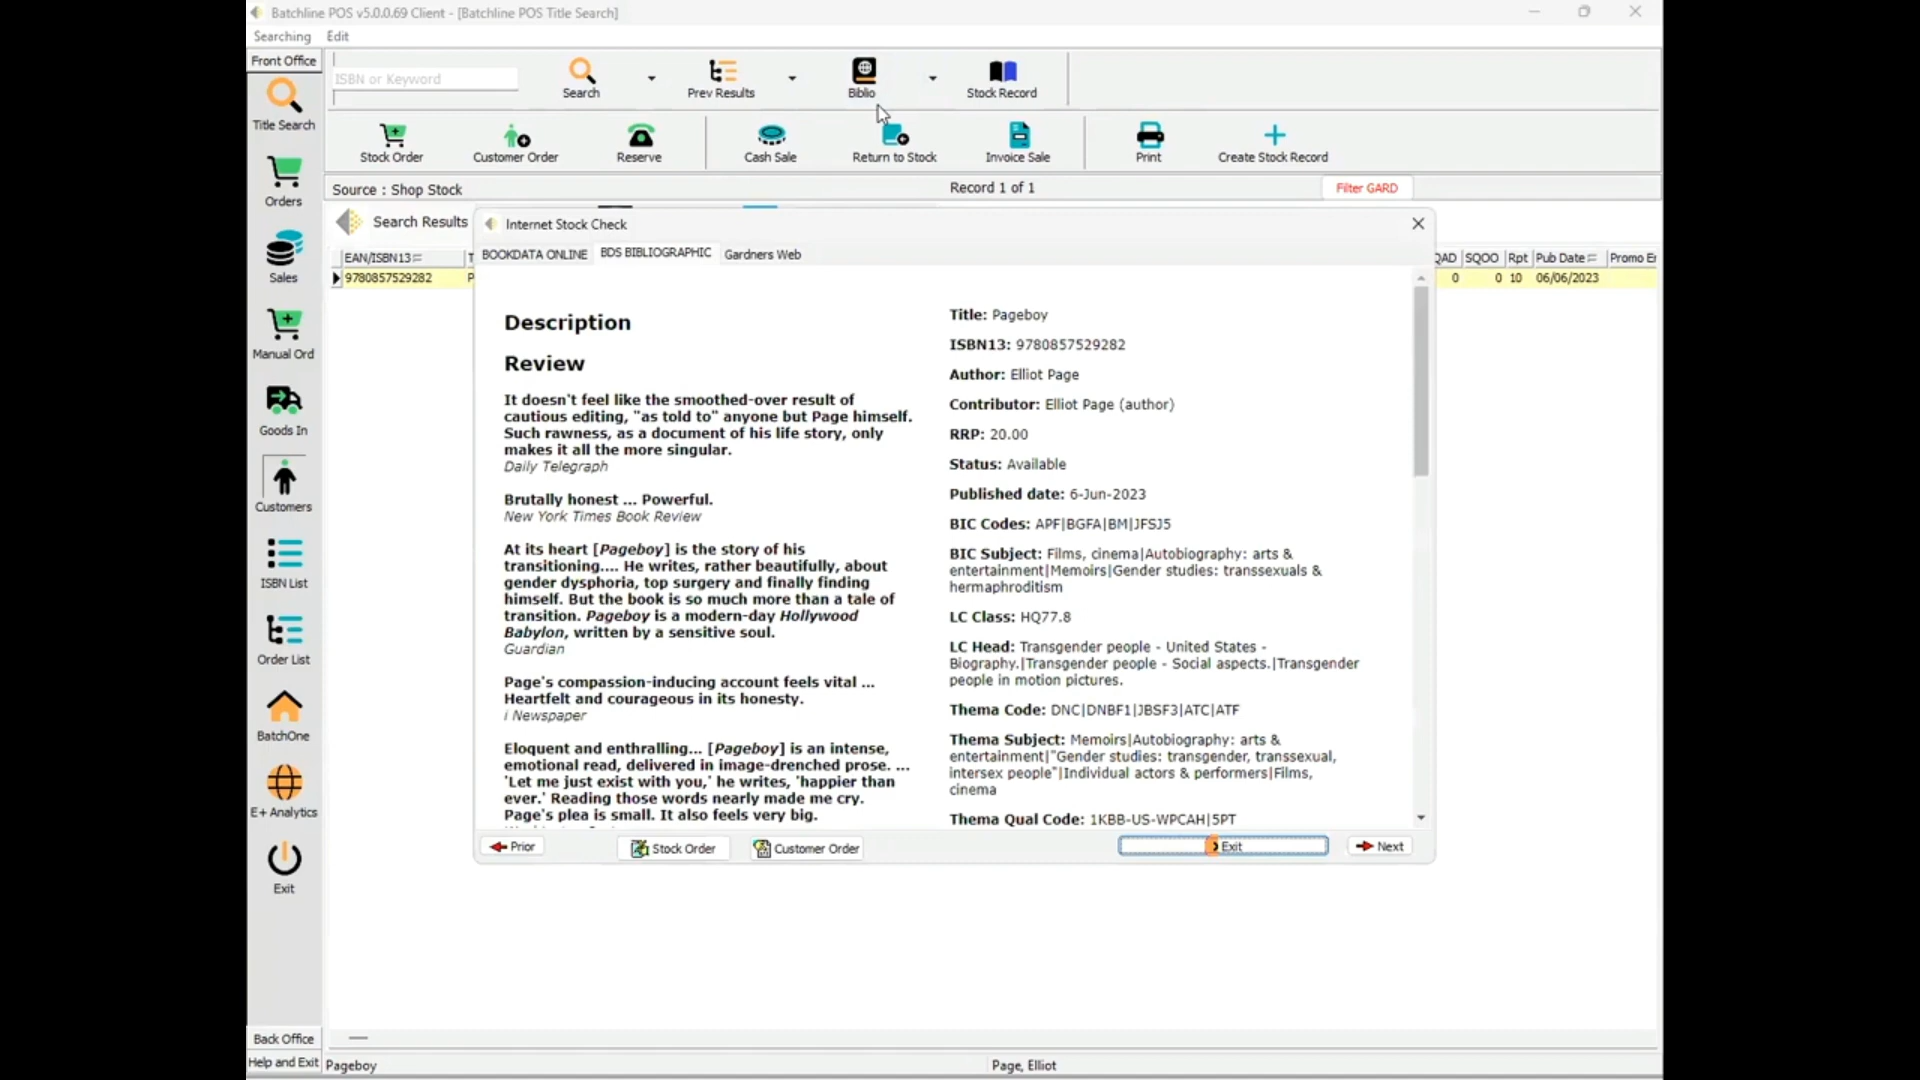 Batchline POS v5.0.0.69 Client - [Batchline POS Title Search]
Searching Edit
Front Office
ISBN or Keyword
Search
Prev Results
Biblio
Stock Record
Title Search
Stock Order
Customer Order
Reserve
Cash Sale
Return to Stock
Invoice Sale
Print
Create Stock Record
Source : Shop Stock
Record 1 of 1
Filter GARD
Orders
Sales
Manual Ord
Goods In
Customers
ISBN List
Order List
BatchOne
E+ Analytics
Exit
Back Office
Help and Exit
Search Results
EAN/ISBN13
9780857529282
QAD SQOO Rpt Pub Date Promo
0 0 10 06/06/2023
Internet Stock Check
BOOKDATA ONLINE BDS BIBLIOGRAPHIC Gardners Web
Description
Review
It doesn't feel like the smoothed-over result of
cautious editing, "as told to" anyone but Page himself.
Such rawness, as a document of his life story, only
makes it all the more singular.
Daily Telegraph
Brutally honest ... Powerful.
New York Times Book Review
At its heart [Pageboy] is the story of his
transitioning.... He writes, rather beautifully, about
gender dysphoria, top surgery and finally finding
himself. But the book is so much more than a tale of
transition. Pageboy is a modern-day Hollywood
Babylon, written by a sensitive soul.
Guardian
Page's compassion-inducing account feels vital ...
Heartfelt and courageous in its honesty.
i Newspaper
Eloquent and enthralling... [Pageboy] is an intense,
emotional read, delivered in image-drenched prose. ...
'Let me just exist with you,' he writes, 'happier than
ever.' Reading those words nearly made me cry.
Page's plea is small. It also feels very big.
Title: Pageboy
ISBN13: 9780857529282
Author: Elliot Page
Contributor: Elliot Page (author)
RRP: 20.00
Status: Available
Published date: 6-Jun-2023
BIC Codes: APF|BGFA|BM|JFSJ5
BIC Subject: Films, cinema|Autobiography: arts &
entertainment|Memoirs|Gender studies: transsexuals &
hermaphroditism
LC Class: HQ77.8
LC Head: Transgender people - United States -
Biography.|Transgender people - Social aspects.|Transgender
people in motion pictures.
Thema Code: DNC|DNBF1|JBSF3|ATC|ATF
Thema Subject: Memoirs|Autobiography: arts &
entertainment|"Gender studies: transgender, transsexual,
intersex people"|Individual actors & performers|Films,
cinema
Thema Qual Code: 1KBB-US-WPCAH|5PT
Prior
Stock Order
Customer Order
Exit
Next
Pageboy
Page, Elliot